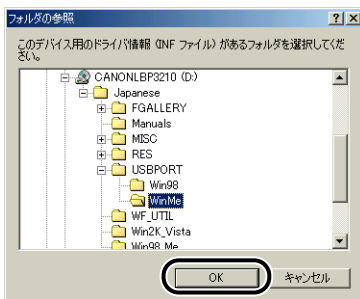 フォルダの参照
このデバイス用のドライバ情報 (INF ファイル) があるフォルダを選択してくだ
さい。
CANONLBP3210 (D:)
Japanese
FGALLERY
Manuals
MISC
RES
USBPORT
Win98
WinMe
WF_UTIL
Win2K_Vista
Win98_Me
OK
キャンセル